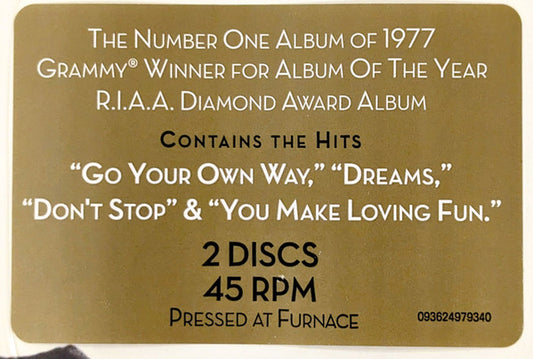 The Number One Album of 1977
Grammy® Winner for Album Of The Year
R.I.A.A. Diamond Award Album
Contains the Hits
“Go Your Own Way,” “Dreams,”
“Don't Stop” & “You Make Loving Fun.”
2 DISCS
45 RPM
Pressed at Furnace
093624979340